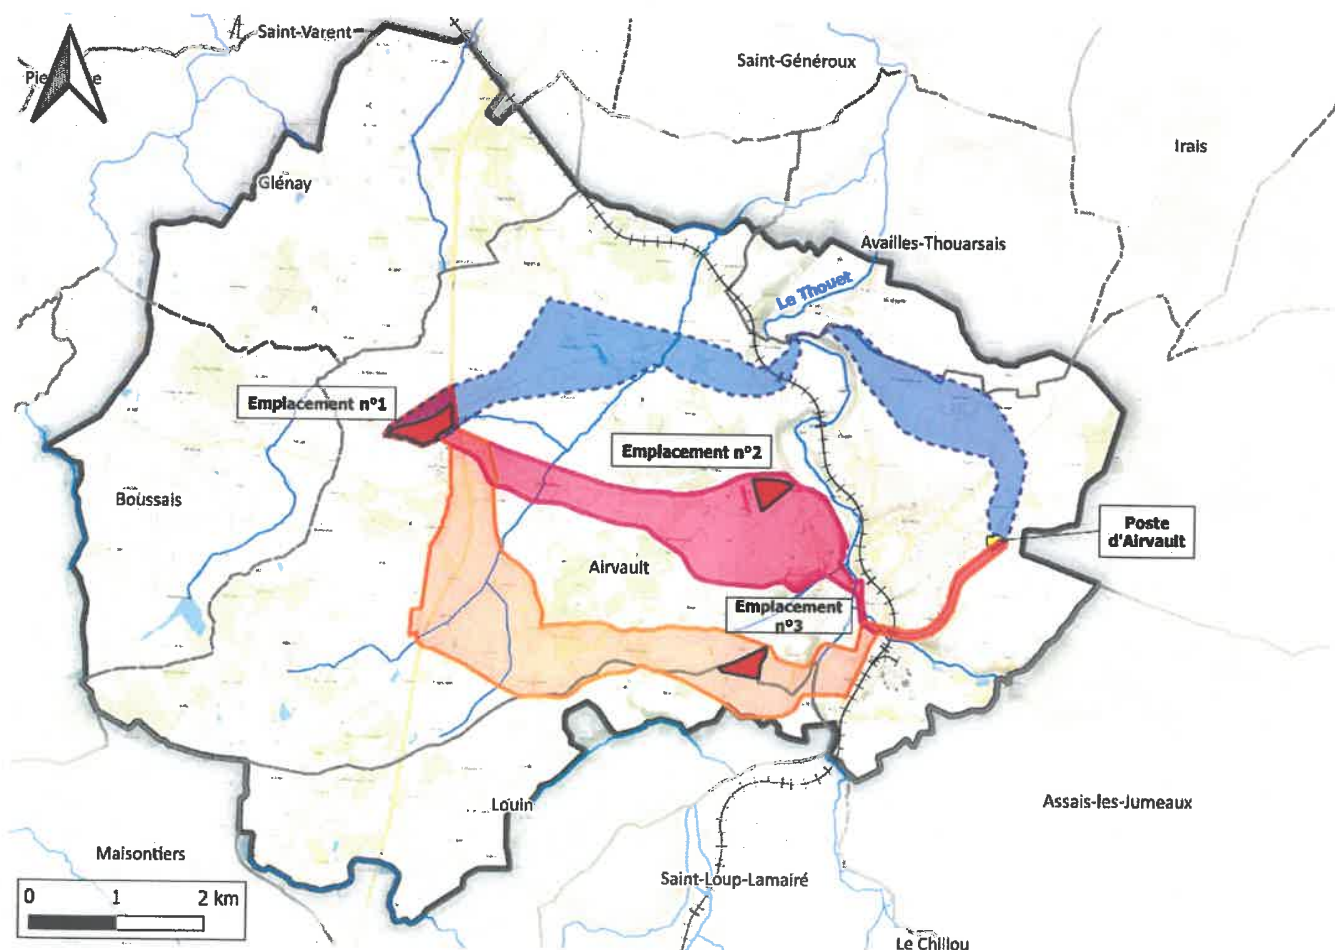 Saint-Varent
Saint-Généroux
Irais
Glénay
Availles-Thouarsais
Le Thouet
Emplacement n°1
Emplacement n°2
Boussais
Poste
d'Airvault
Airvault
Emplacement
n°3
Louin
Assais-les-Jumeaux
Maisontiers
Saint-Loup-Lamairé
0 1 2 km
Le Chillou